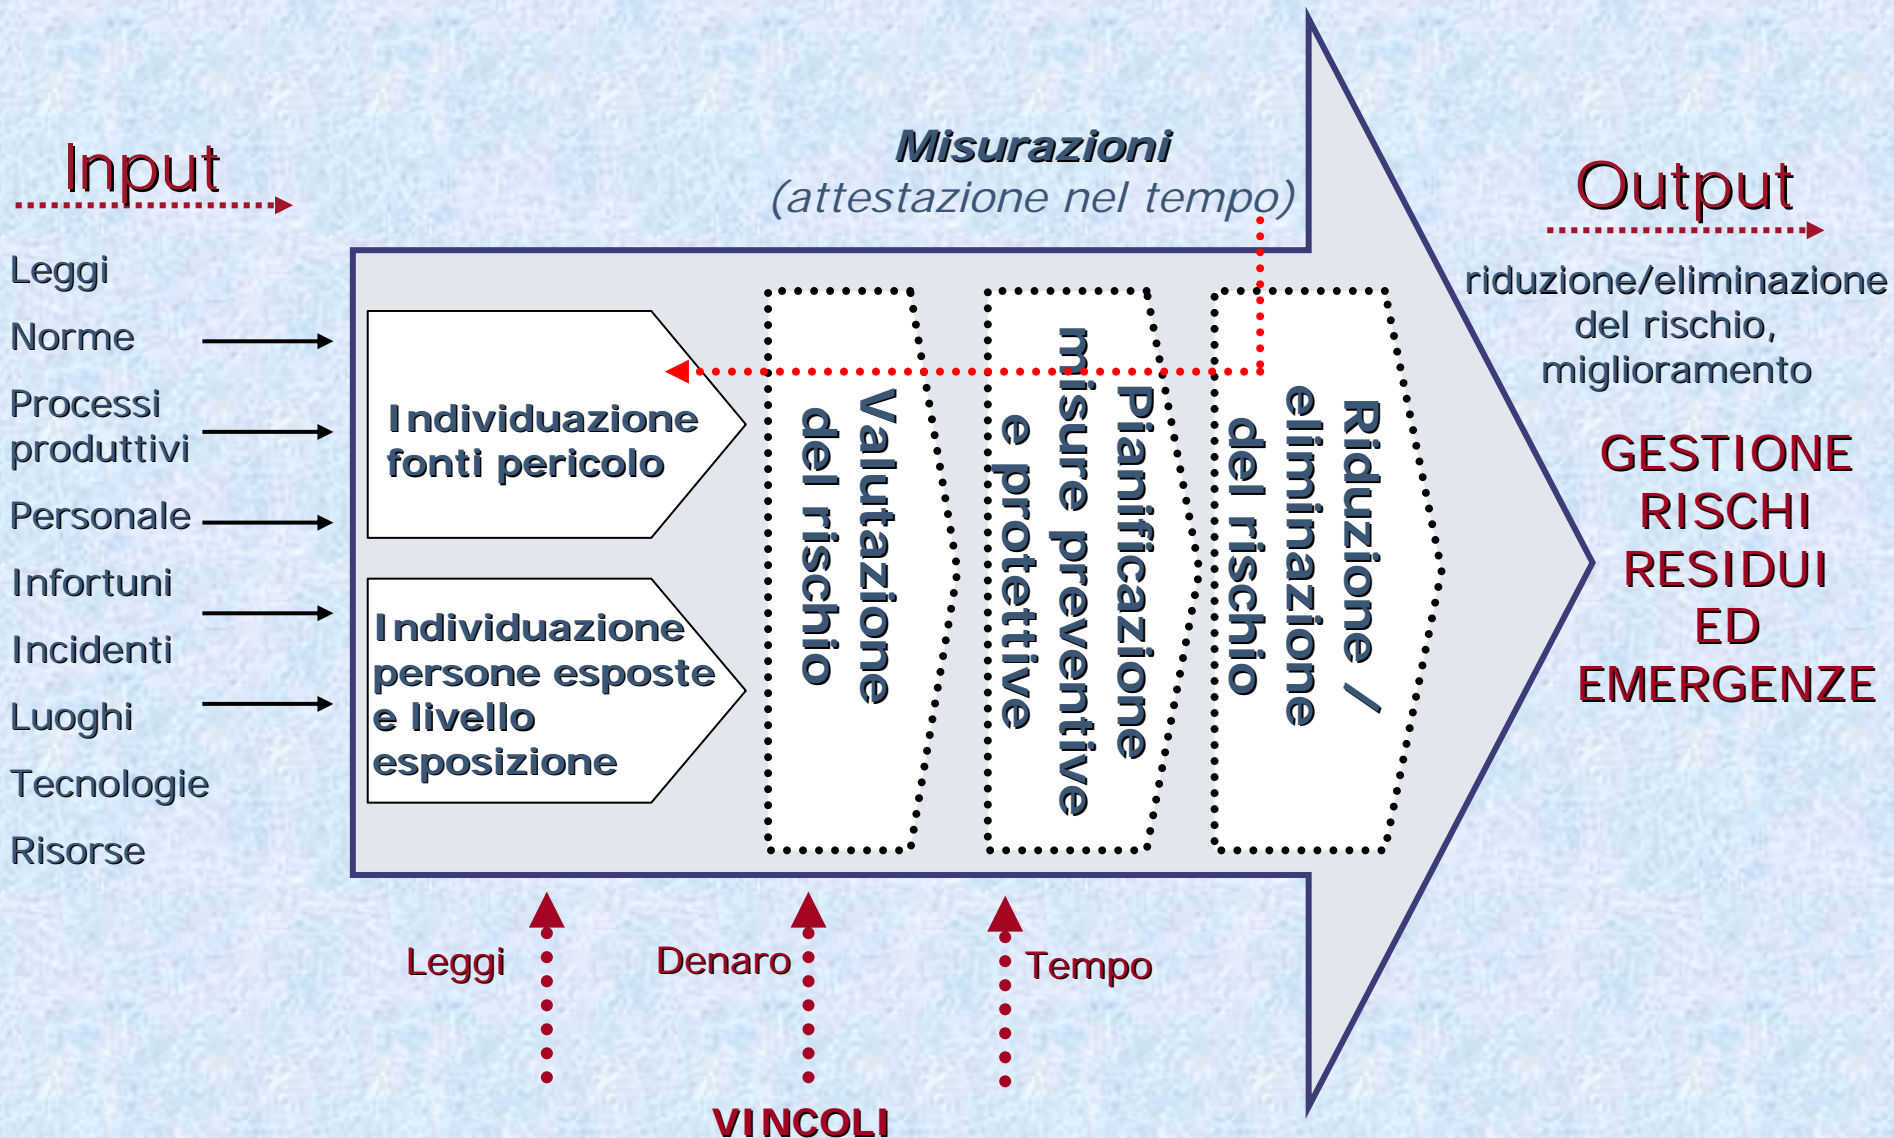 Input
Leggi
Norme
Processi
produttivi
Personale
Infortuni
Incidenti
Luoghi
Tecnologie
Risorse
Misurazioni
(attestazione nel tempo)
Individuazione
fonti pericolo
Individuazione
persone esposte
e livello
esposizione
Valutazione
del rischio
Pianificazione
misure preventive
e protettive
Riduzione /
eliminazione
del rischio
Output
riduzione/eliminazione
del rischio,
miglioramento
GESTIONE
RISCHI
RESIDUI
ED
EMERGENZE
Leggi
Denaro
Tempo
VINCOLI